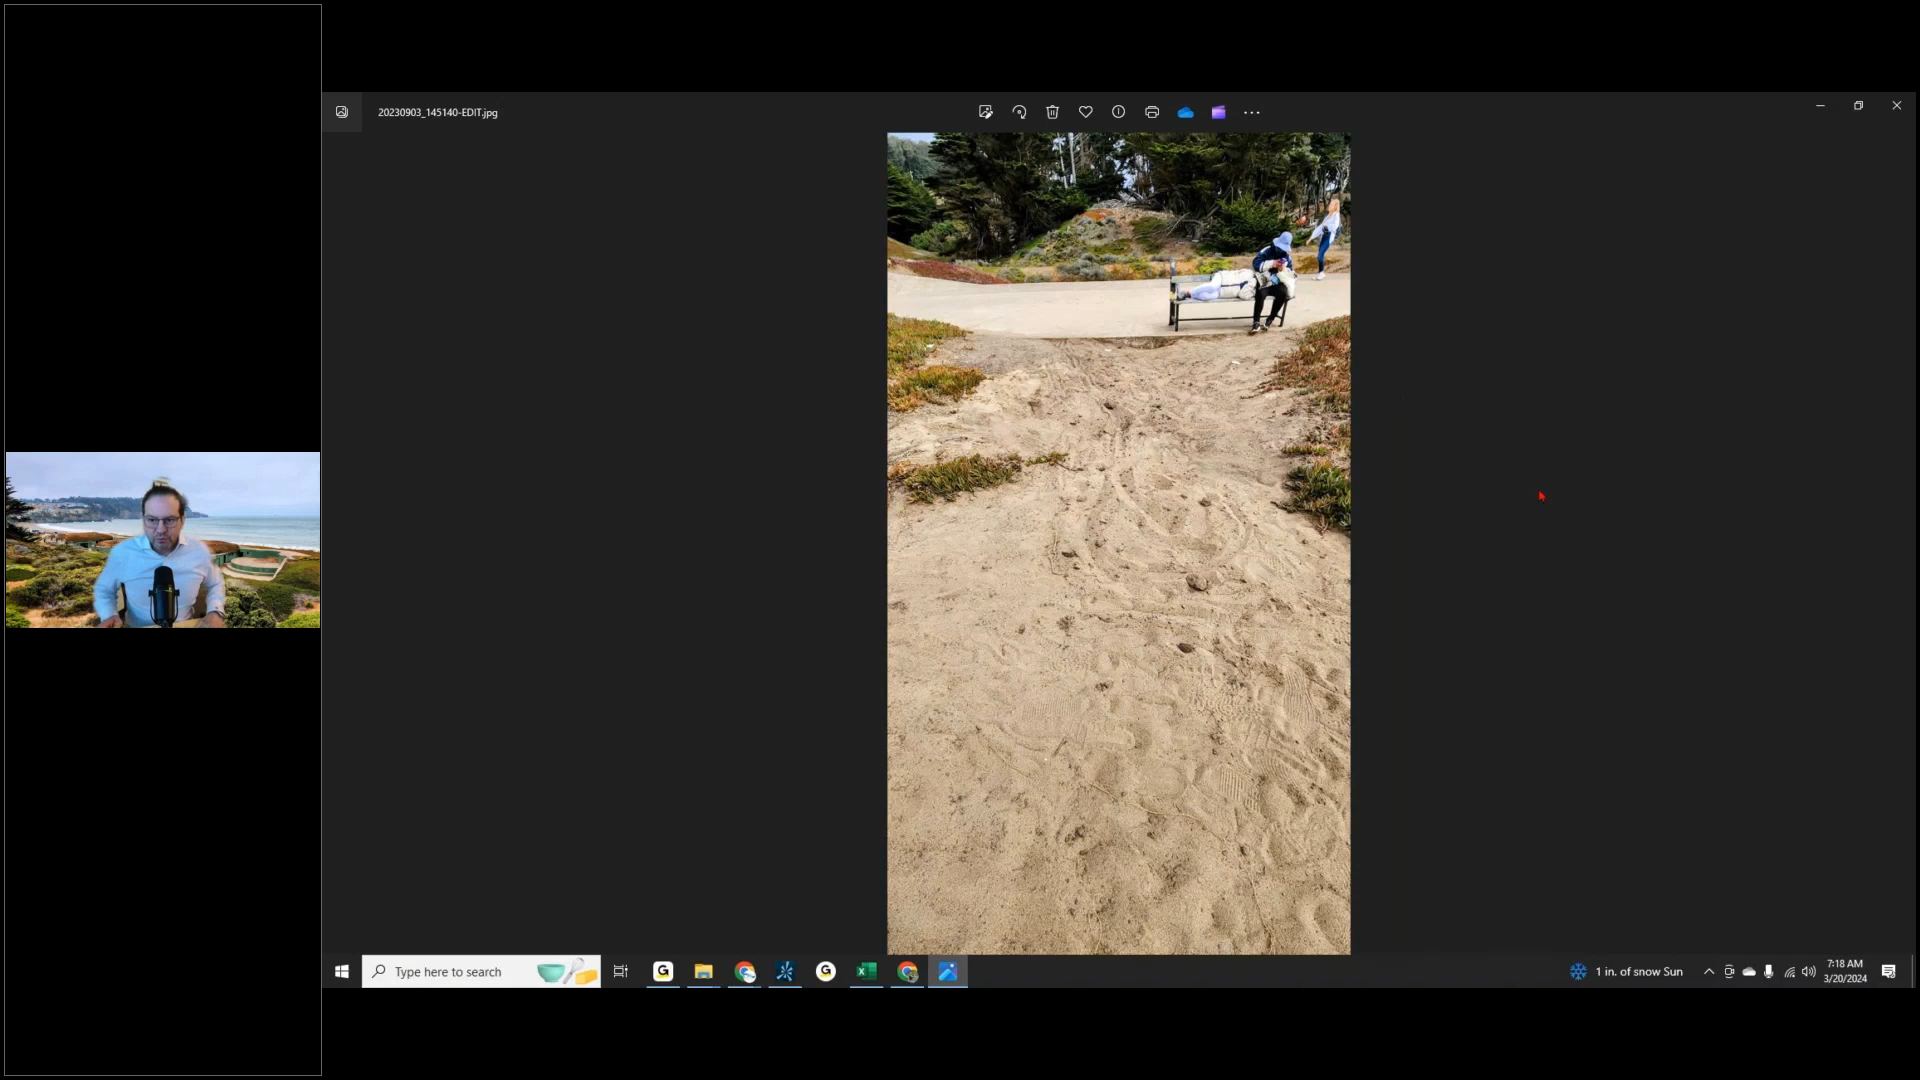 20230903_145140-EDIT.jpg
Type here to search
G
G
1 in. of snow Sun
7:18 AM
3/20/2024